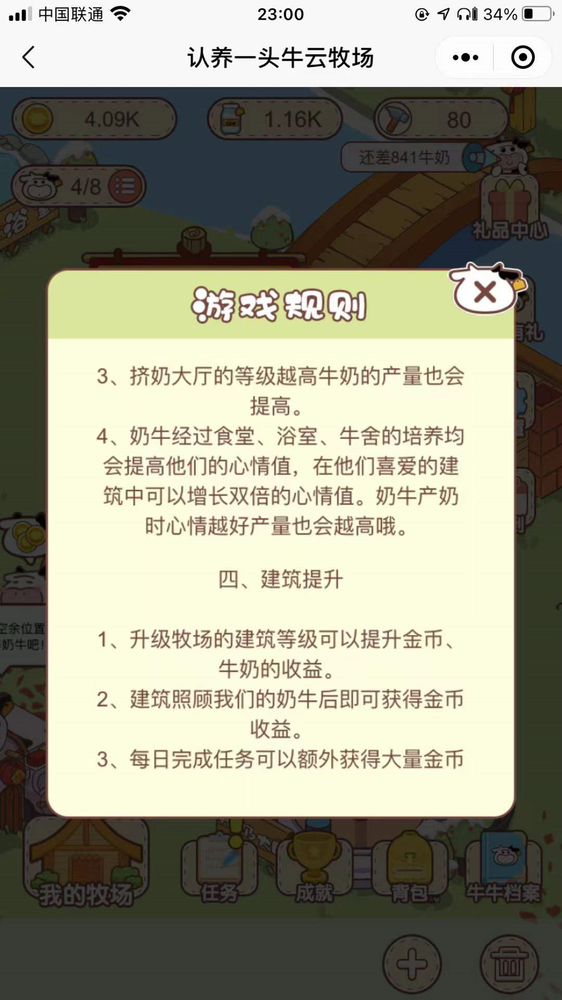 中国联通
23:00
34%
认养一头牛云牧场
4.09K
1.16K
80
还差841牛奶
4/8
浴室
礼品中心
游戏规则
有礼
3、挤奶大厅的等级越高牛奶的产量也会
提高。
4、奶牛经过食堂、浴室、牛舍的培养均
会提高他们的心情值，在他们喜爱的建
筑中可以增长双倍的心情值。奶牛产奶
时心情越好产量也会越高哦。
四、建筑提升
空余位置
奶牛吧!
1、升级牧场的建筑等级可以提升金币、
牛奶的收益。
2、建筑照顾我们的奶牛后即可获得金币
收益。
3、每日完成任务可以额外获得大量金币
我的牧场
任务
成就
背包
牛牛档案